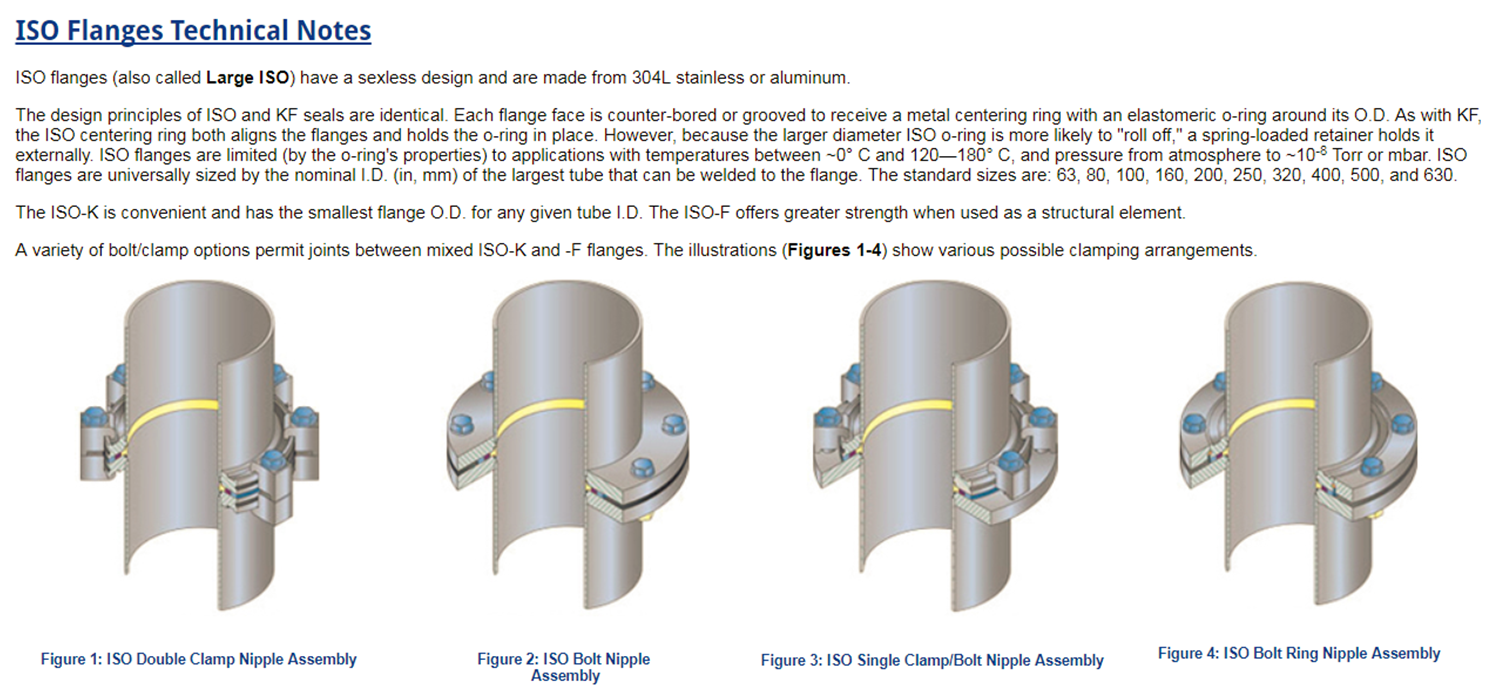 ISO Flanges Technical Notes
ISO flanges (also called Large ISO) have a sexless design and are made from 304L stainless or aluminum.
The design principles of ISO and KF seals are identical. Each flange face is counter-bored or grooved to receive a metal centering ring with an elastomeric o-ring around its O.D. As with KF,
the ISO centering ring both aligns the flanges and holds the o-ring in place. However, because the larger diameter ISO o-ring is more likely to "roll off," a spring-loaded retainer holds it
externally. ISO flanges are limited (by the o-ring's properties) to applications with temperatures between ~0° C and 120—180° C, and pressure from atmosphere to ~10⁻⁸ Torr or mbar. ISO
flanges are universally sized by the nominal I.D. (in, mm) of the largest tube that can be welded to the flange. The standard sizes are: 63, 80, 100, 160, 200, 250, 320, 400, 500, and 630.
The ISO-K is convenient and has the smallest flange O.D. for any given tube I.D. The ISO-F offers greater strength when used as a structural element.
A variety of bolt/clamp options permit joints between mixed ISO-K and -F flanges. The illustrations (Figures 1-4) show various possible clamping arrangements.
Figure 1: ISO Double Clamp Nipple Assembly
Figure 2: ISO Bolt Nipple
Assembly
Figure 3: ISO Single Clamp/Bolt Nipple Assembly
Figure 4: ISO Bolt Ring Nipple Assembly